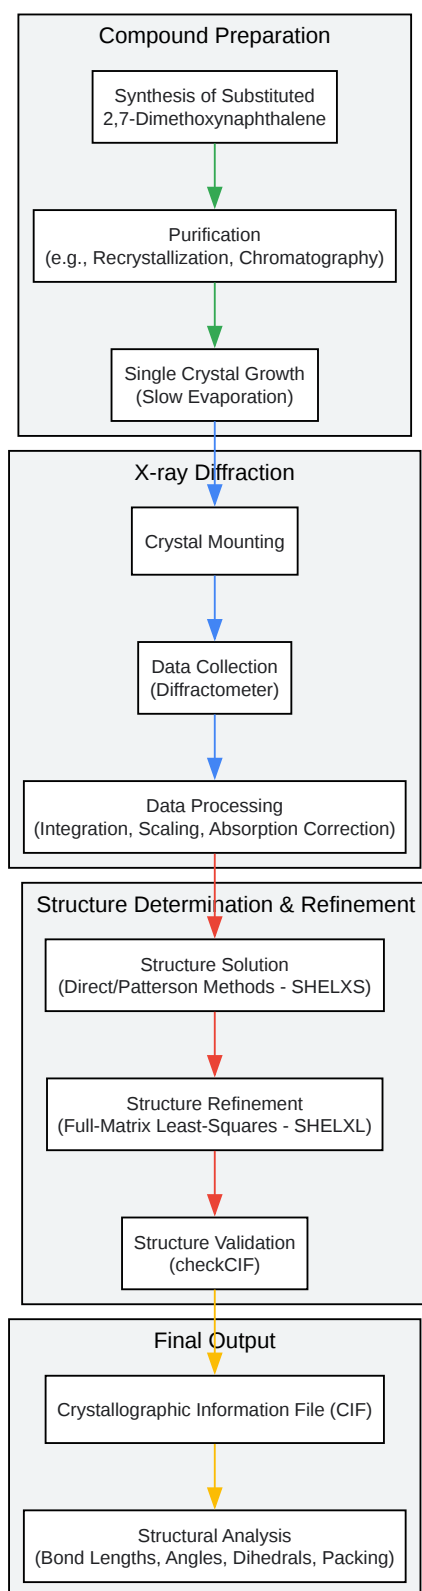 Compound Preparation
Synthesis of Substituted
2,7-Dimethoxynaphthalene
Purification
(e.g., Recrystallization, Chromatography)
Single Crystal Growth
(Slow Evaporation)
X-ray Diffraction
Crystal Mounting
Data Collection
(Diffractometer)
Data Processing
(Integration, Scaling, Absorption Correction)
Structure Determination & Refinement
Structure Solution
(Direct/Patterson Methods - SHELXS)
Structure Refinement
(Full-Matrix Least-Squares - SHELXL)
Structure Validation
(checkCIF)
Final Output
Crystallographic Information File (CIF)
Structural Analysis
(Bond Lengths, Angles, Dihedrals, Packing)